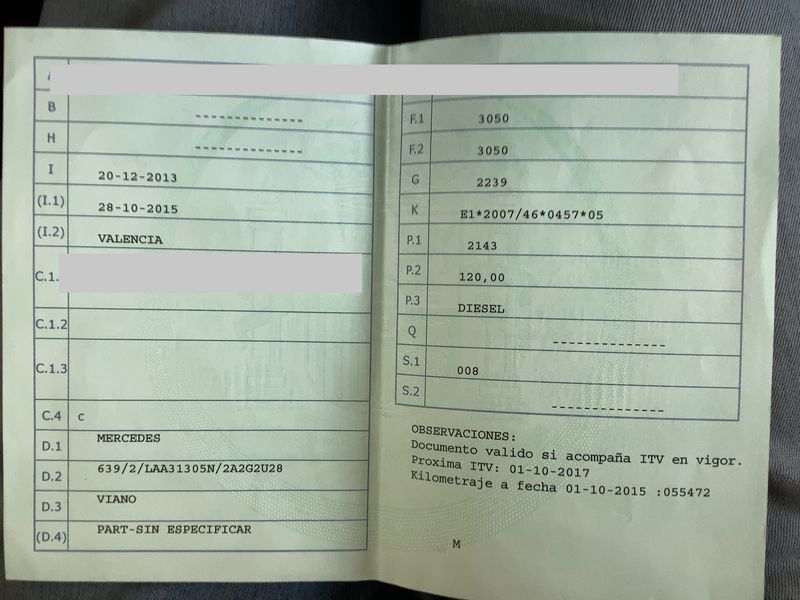 B ------------
H ------------
I 20-12-2013
(I.1) 28-10-2015
(I.2) VALENCIA
C.1.
C.1.2
C.1.3
C.4 c
D.1 MERCEDES
D.2 639/2/LAA31305N/2A2G2U28
D.3 VIANO
(D.4) PART-SIN ESPECIFICAR
F.1 3050
F.2 3050
G 2239
K E1*2007/46*0457*05
P.1 2143
P.2 120,00
P.3 DIESEL
Q -------------
S.1 008
S.2 -------------
OBSERVACIONES:
Documento valido si acompaña ITV en vigor.
Proxima ITV: 01-10-2017
Kilometraje a fecha 01-10-2015 :055472
M